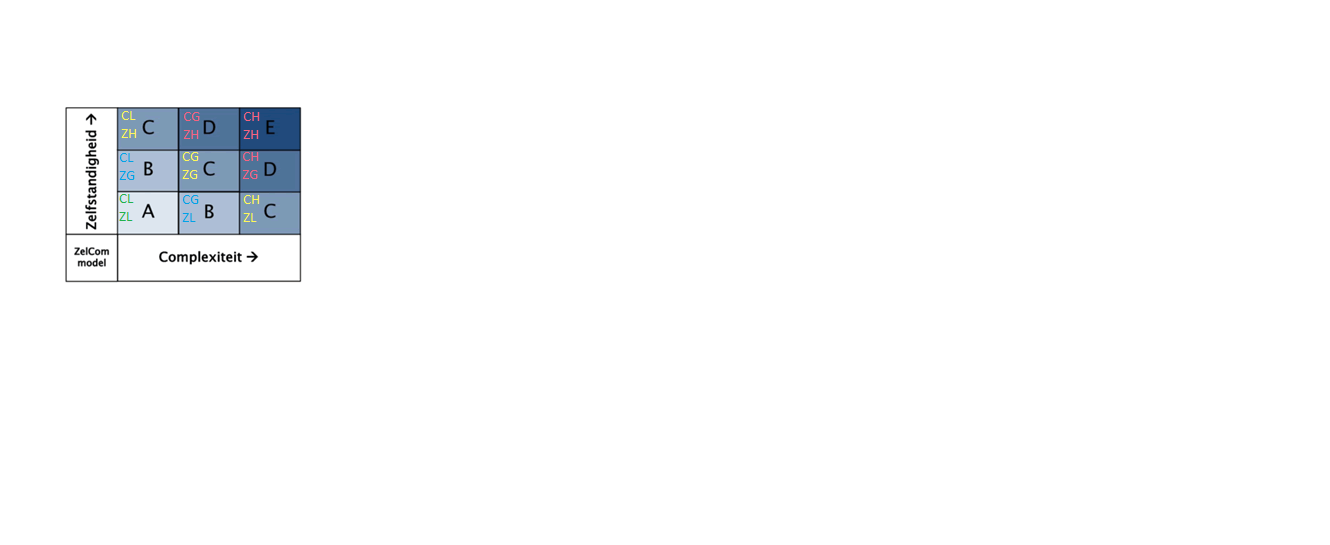 Zelfstandigheid →
CL
ZH
C
CG
ZH
D
CH
ZH
E
CL
ZG
B
CG
ZG
C
CH
ZG
D
CL
ZL
A
CG
ZL
B
CH
ZL
C
ZelCom
model
Complexiteit →